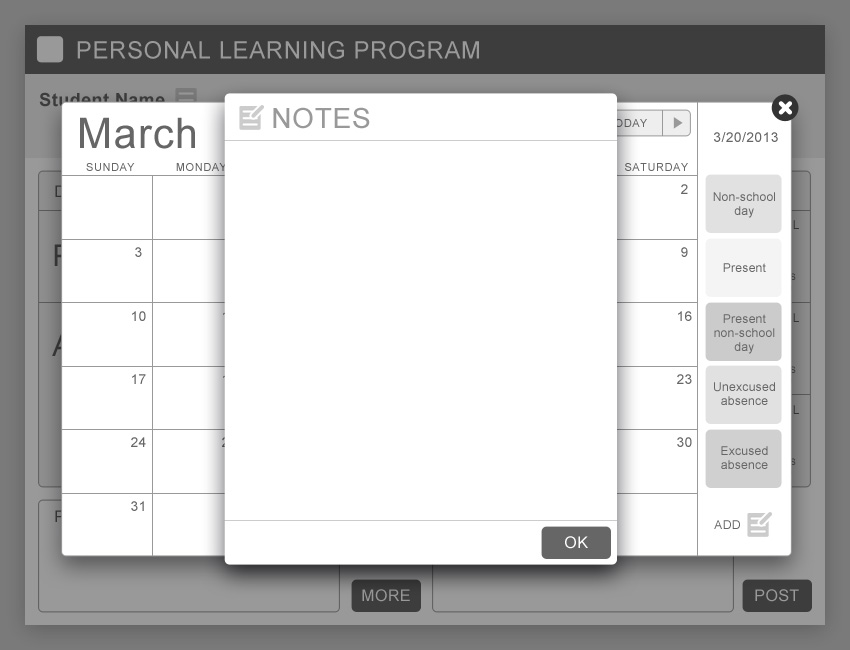 PERSONAL LEARNING PROGRAM
Student Name
March
NOTES
3/20/2013
SUNDAY
SATURDAY
2
3
9
10
16
17
23
24
30
31
Non-school
day
Present
Present
non-school
day
Unexcused
absence
Excused
absence
ADD
OK
MORE
POST